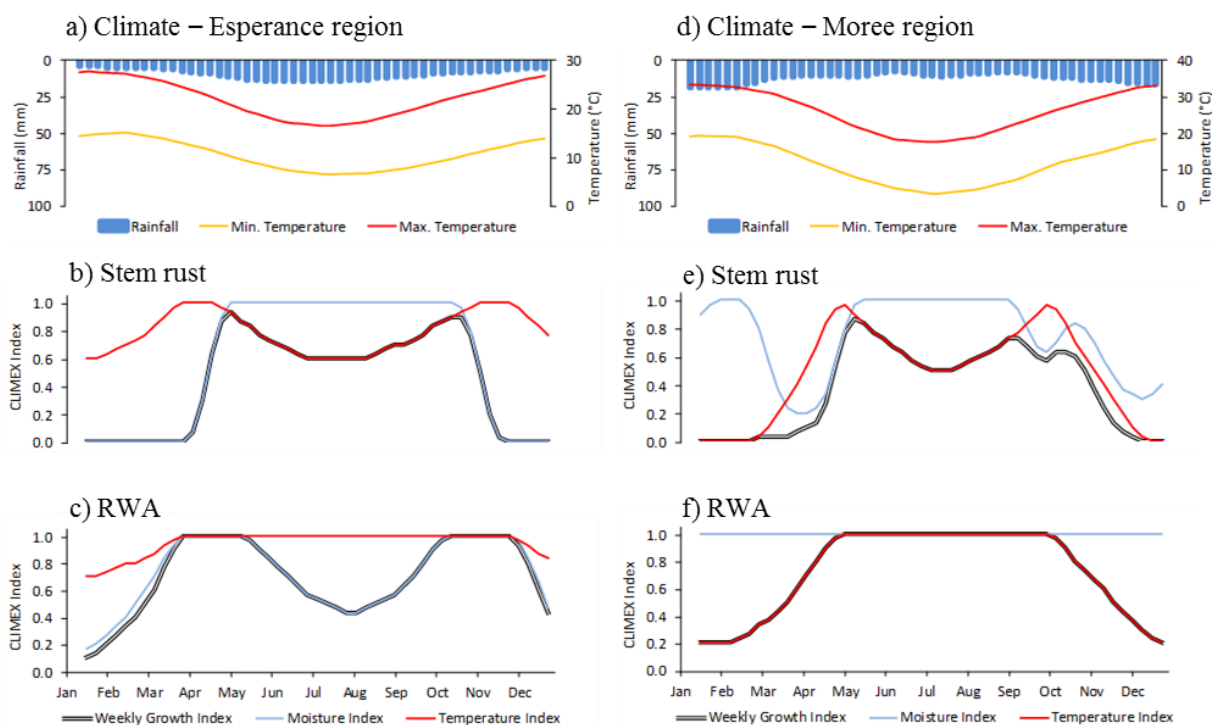 a) Climate – Esperance region
0
25
50
75
100
Rainfall (mm)
30
20
10
0
Temperature (°C)
Rainfall Min. Temperature Max. Temperature
b) Stem rust
1.0
0.8
0.6
0.4
0.2
0.0
CLIMEX Index
c) RWA
1.0
0.8
0.6
0.4
0.2
0.0
CLIMEX Index
Jan Feb Mar Apr May Jun Jul Aug Sep Oct Nov Dec
Weekly Growth Index Moisture Index Temperature Index
d) Climate – Moree region
0
25
50
75
100
Rainfall (mm)
40
30
20
10
0
Temperature (°C)
Rainfall Min. Temperature Max. Temperature
e) Stem rust
1.0
0.8
0.6
0.4
0.2
0.0
CLIMEX Index
f) RWA
1.0
0.8
0.6
0.4
0.2
0.0
CLIMEX Index
Jan Feb Mar Apr May Jun Jul Aug Sep Oct Nov Dec
Weekly Growth Index Moisture Index Temperature Index